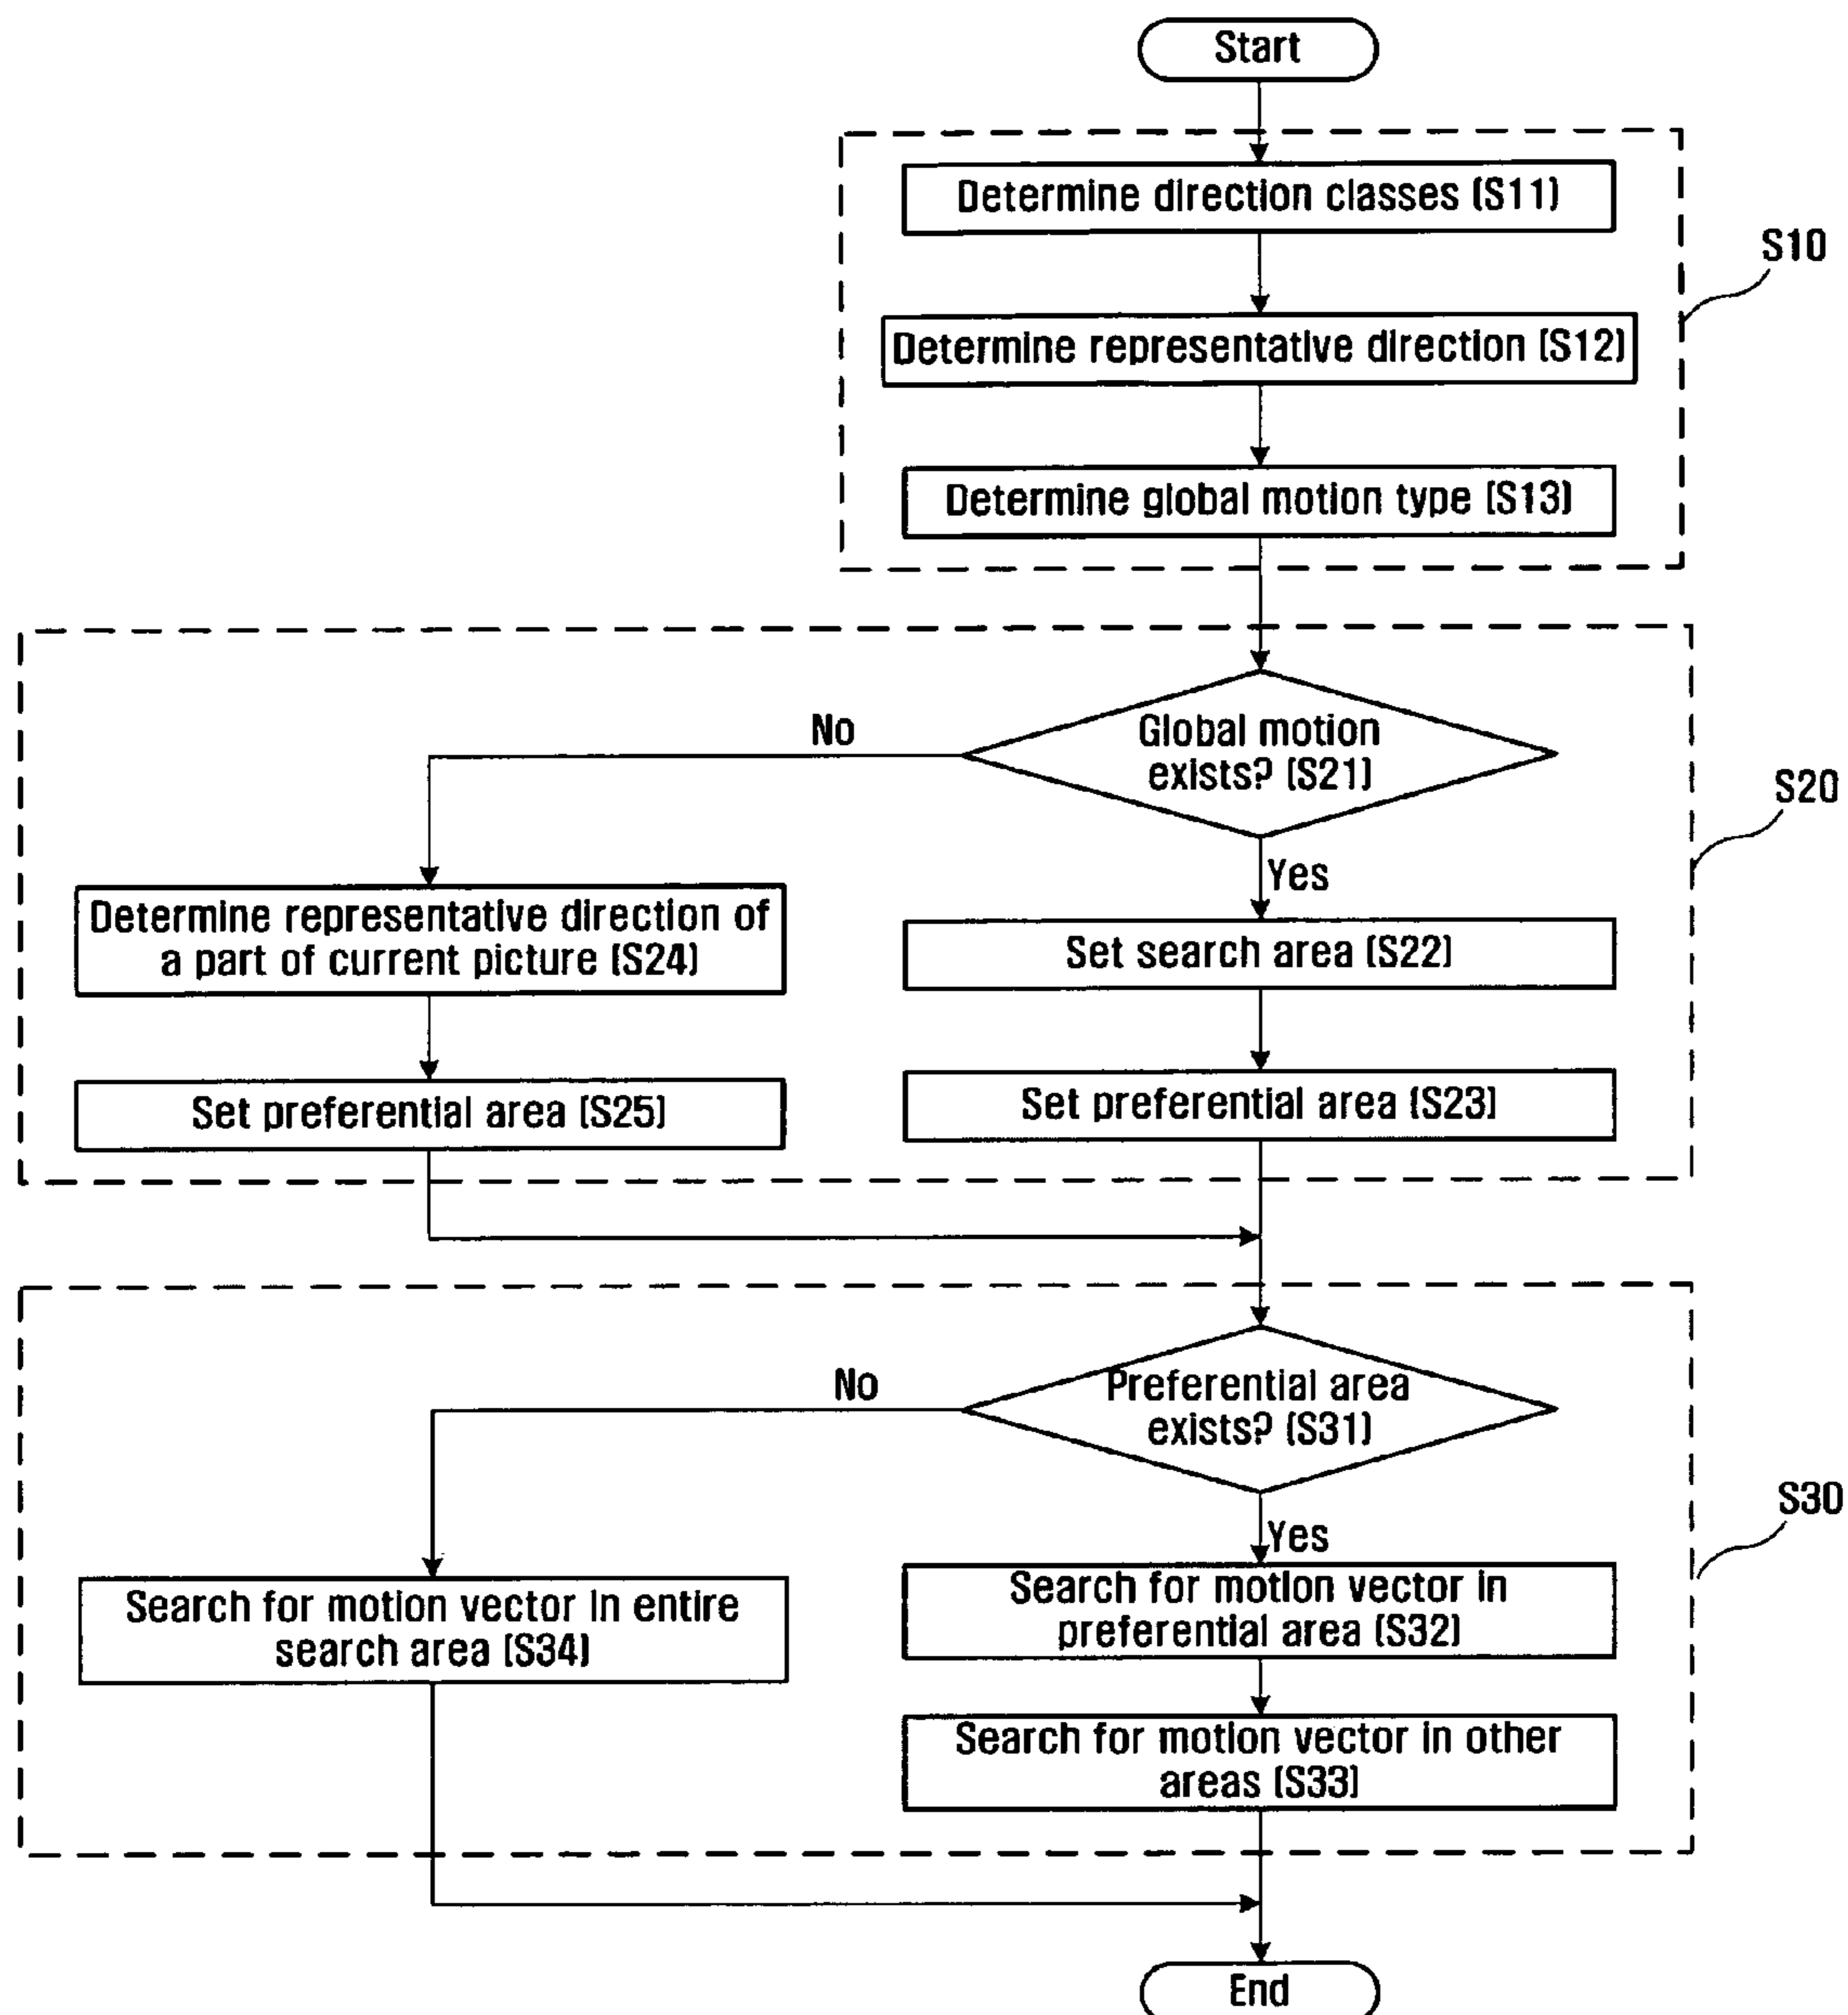 Start
Determine direction classes (S11)
S10
Determine representative direction (S12)
Determine global motion type (S13)
No
Global motion
exists? (S21)
S20
Yes
Determine representative direction of
a part of current picture (S24)
Set search area (S22)
Set preferential area (S25)
Set preferential area (S23)
No
Preferential area
exists? (S31)
S30
Yes
Search for motion vector in entire
search area (S34)
Search for motion vector in
preferential area (S32)
Search for motion vector in other
areas (S33)
End